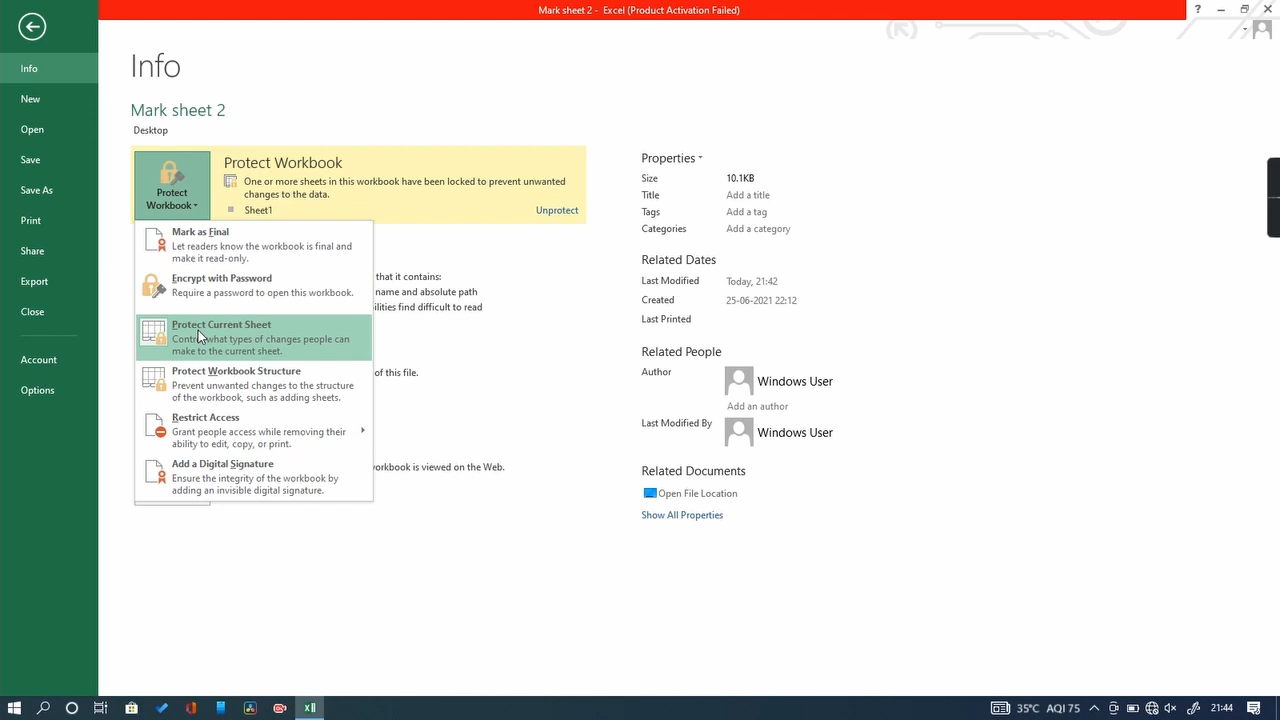 Mark sheet 2 - Excel (Product Activation Failed)
?
Info
New
Open
Save
Save As
Print
Share
Export
Close
Account
Options
Info
Mark sheet 2
Desktop
Protect
Workbook
Protect Workbook
One or more sheets in this workbook have been locked to prevent unwanted
changes to the data.
Sheet1
Unprotect
Mark as Final
Let readers know the workbook is final and
make it read-only.
Encrypt with Password
Require a password to open this workbook.
Protect Current Sheet
Control what types of changes people can
make to the current sheet.
Protect Workbook Structure
Prevent unwanted changes to the structure
of the workbook, such as adding sheets.
Restrict Access
Grant people access while removing their
ability to edit, copy, or print.
Add a Digital Signature
Ensure the integrity of the workbook by
adding an invisible digital signature.
that it contains:
name and absolute path
bilities find difficult to read
of this file.
workbook is viewed on the Web.
Properties
Size 10.1KB
Title Add a title
Tags Add a tag
Categories Add a category
Related Dates
Last Modified Today, 21:42
Created 25-06-2021 22:12
Last Printed
Related People
Author Windows User
Add an author
Last Modified By Windows User
Related Documents
Open File Location
Show All Properties
35°C AQI 75 21:44